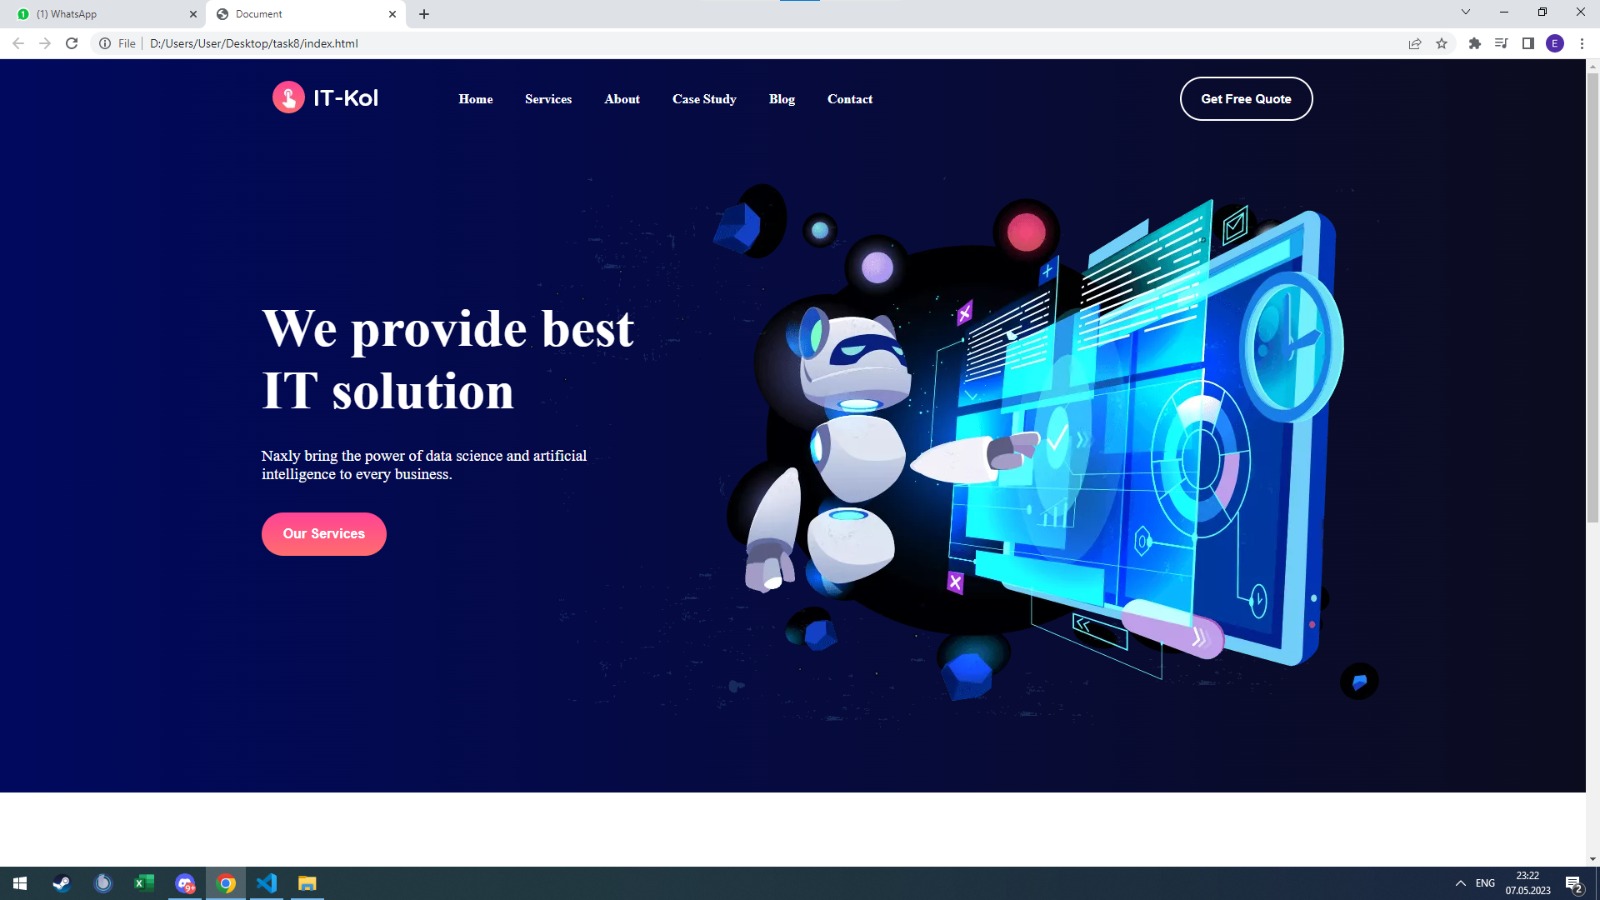 (1) WhatsApp
Document
File
D:/Users/User/Desktop/task8/index.html
E
IT-Kol
Home
Services
About
Case Study
Blog
Contact
Get Free Quote
We provide best
IT solution
Naxly bring the power of data science and artificial
intelligence to every business.
Our Services
9+
ENG
23:22
07.05.2023
2